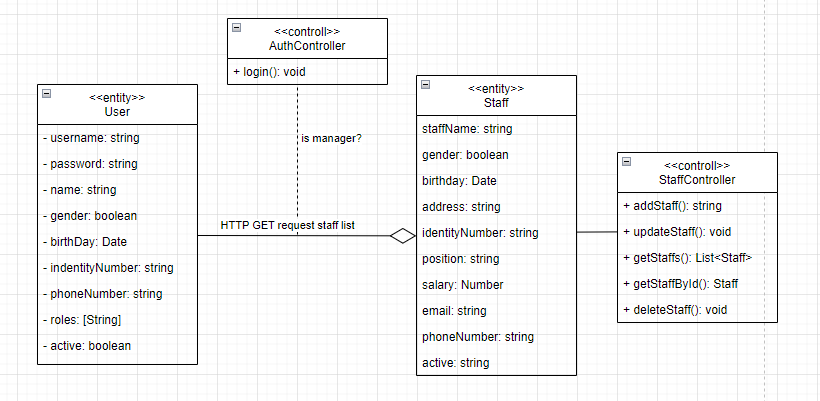 <<controll>>
AuthController
+ login(): void
<<entity>>
User
- username: string
- password: string
- name: string
- gender: boolean
- birthDay: Date
- indentityNumber: string
- phoneNumber: string
- roles: [String]
- active: boolean
is manager?
HTTP GET request staff list
<<entity>>
Staff
staffName: string
gender: boolean
birthday: Date
address: string
identityNumber: string
position: string
salary: Number
email: string
phoneNumber: string
active: string
<<controll>>
StaffController
+ addStaff(): string
+ updateStaff(): void
+ getStaffs(): List<Staff>
+ getStaffById(): Staff
+ deleteStaff(): void